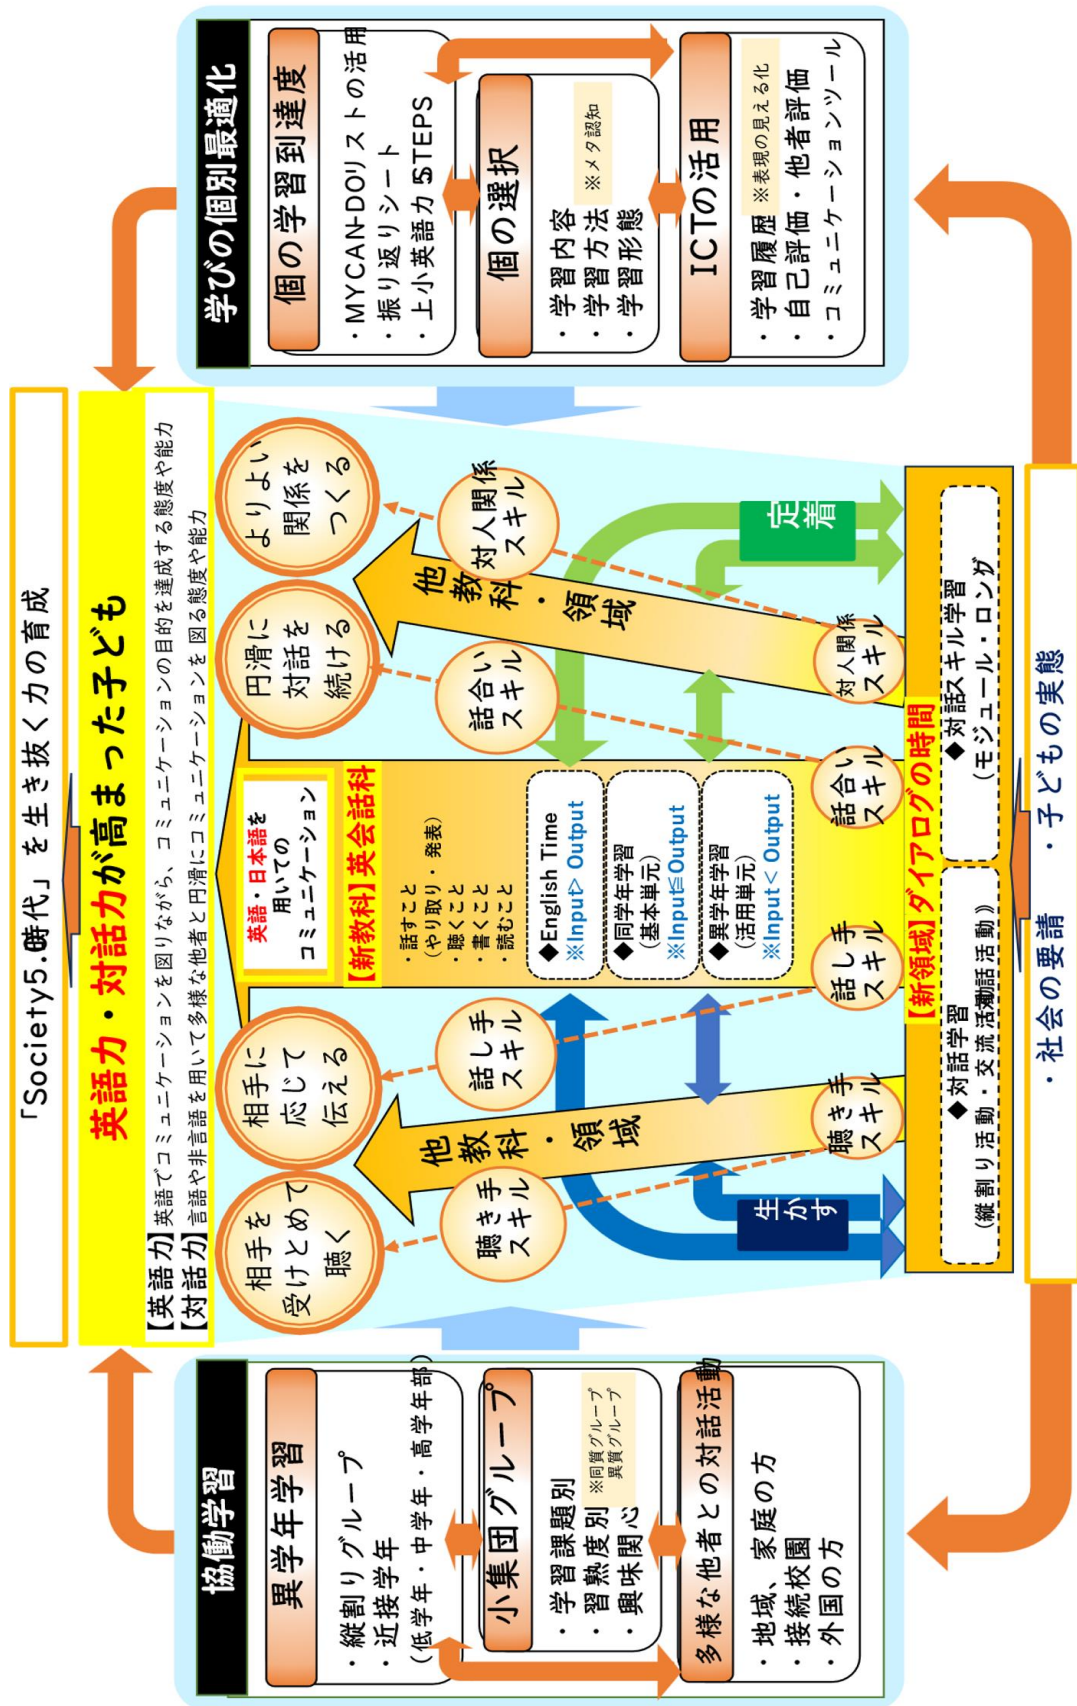 「Society5.0時代」を生き抜く力の育成
英語力・対話力が高まった子ども
【英語力】英語でコミュニケーションを図りながら、コミュニケーションの目的を達成する態度や能力
【対話力】言語や非言語を用いて多様な他者と円滑にコミュニケーションを図る態度や能力
協働学習
異学年学習
・縦割りグループ
・近接学年
(低学年・中学年・高学年部)
小集団グループ
・学習課題別
・習熟度別
・興味関心
※同質グループ
異質グループ
多様な他者との対話活動
・地域、家庭の方
・接続校園
・外国の方
相手を
受けとめて
聴く
相手に
応じて
伝える
英語・日本語を
用いての
コミュニケーション
円滑に
対話を
続ける
よりよい
関係を
つくる
聴き手
スキル
話し手
スキル
話合い
スキル
対人関係
スキル
他教科・領域
他教科・領域
【新教科】英会話科
・話すこと
(やり取り・発表)
・聴くこと
・書くこと
・読むこと
◆English Time
※Input> Output
◆同学年学習
(基本単元)
※Input≦Output
◆異学年学習
(活用単元)
※Input < Output
生かす
定着
聴き手
スキル
話し手
スキル
話合い
スキル
対人関係
スキル
【新領域】ダイアログの時間
◆対話学習
(縦割り活動・交流活動
対話活動))
◆対話スキル学習
(モジュール・ロング)
・社会の要請 ・子どもの実態
学びの個別最適化
個の学習到達度
・MYCAN-DOリストの活用
・振り返りシート
・上小英語力5STEPS
個の選択
・学習内容
・学習方法
・学習形態
※メタ認知
ICTの活用
・学習履歴
※表現の見える化
・自己評価・他者評価
・コミュニケーションツール